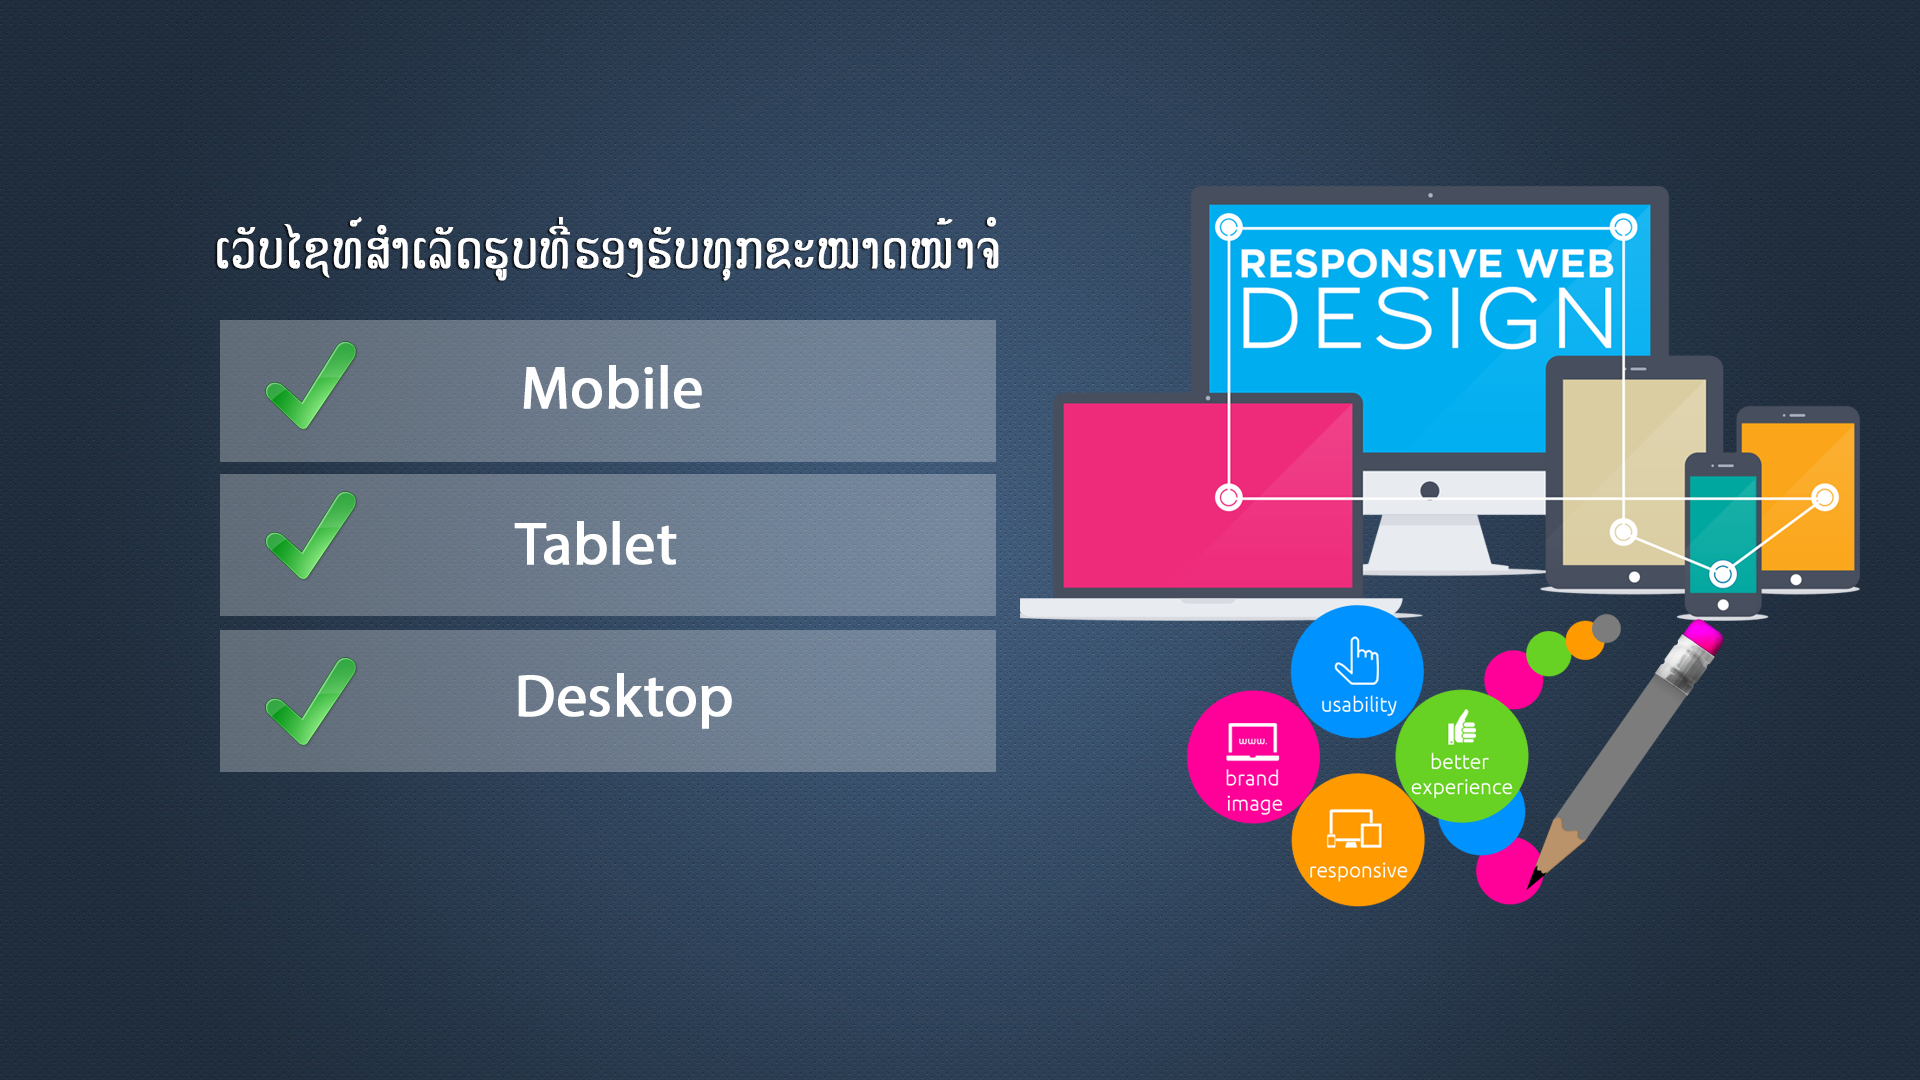 ເວັບໄຊທ໌ສຳເລັດຮູບທີ່ຮອງຮັບທຸກຂະໜາດໜ້າຈໍ
Mobile
Tablet
Desktop
RESPONSIVE WEB
DESIGN
usability
www.
brand
image
better
experience
responsive